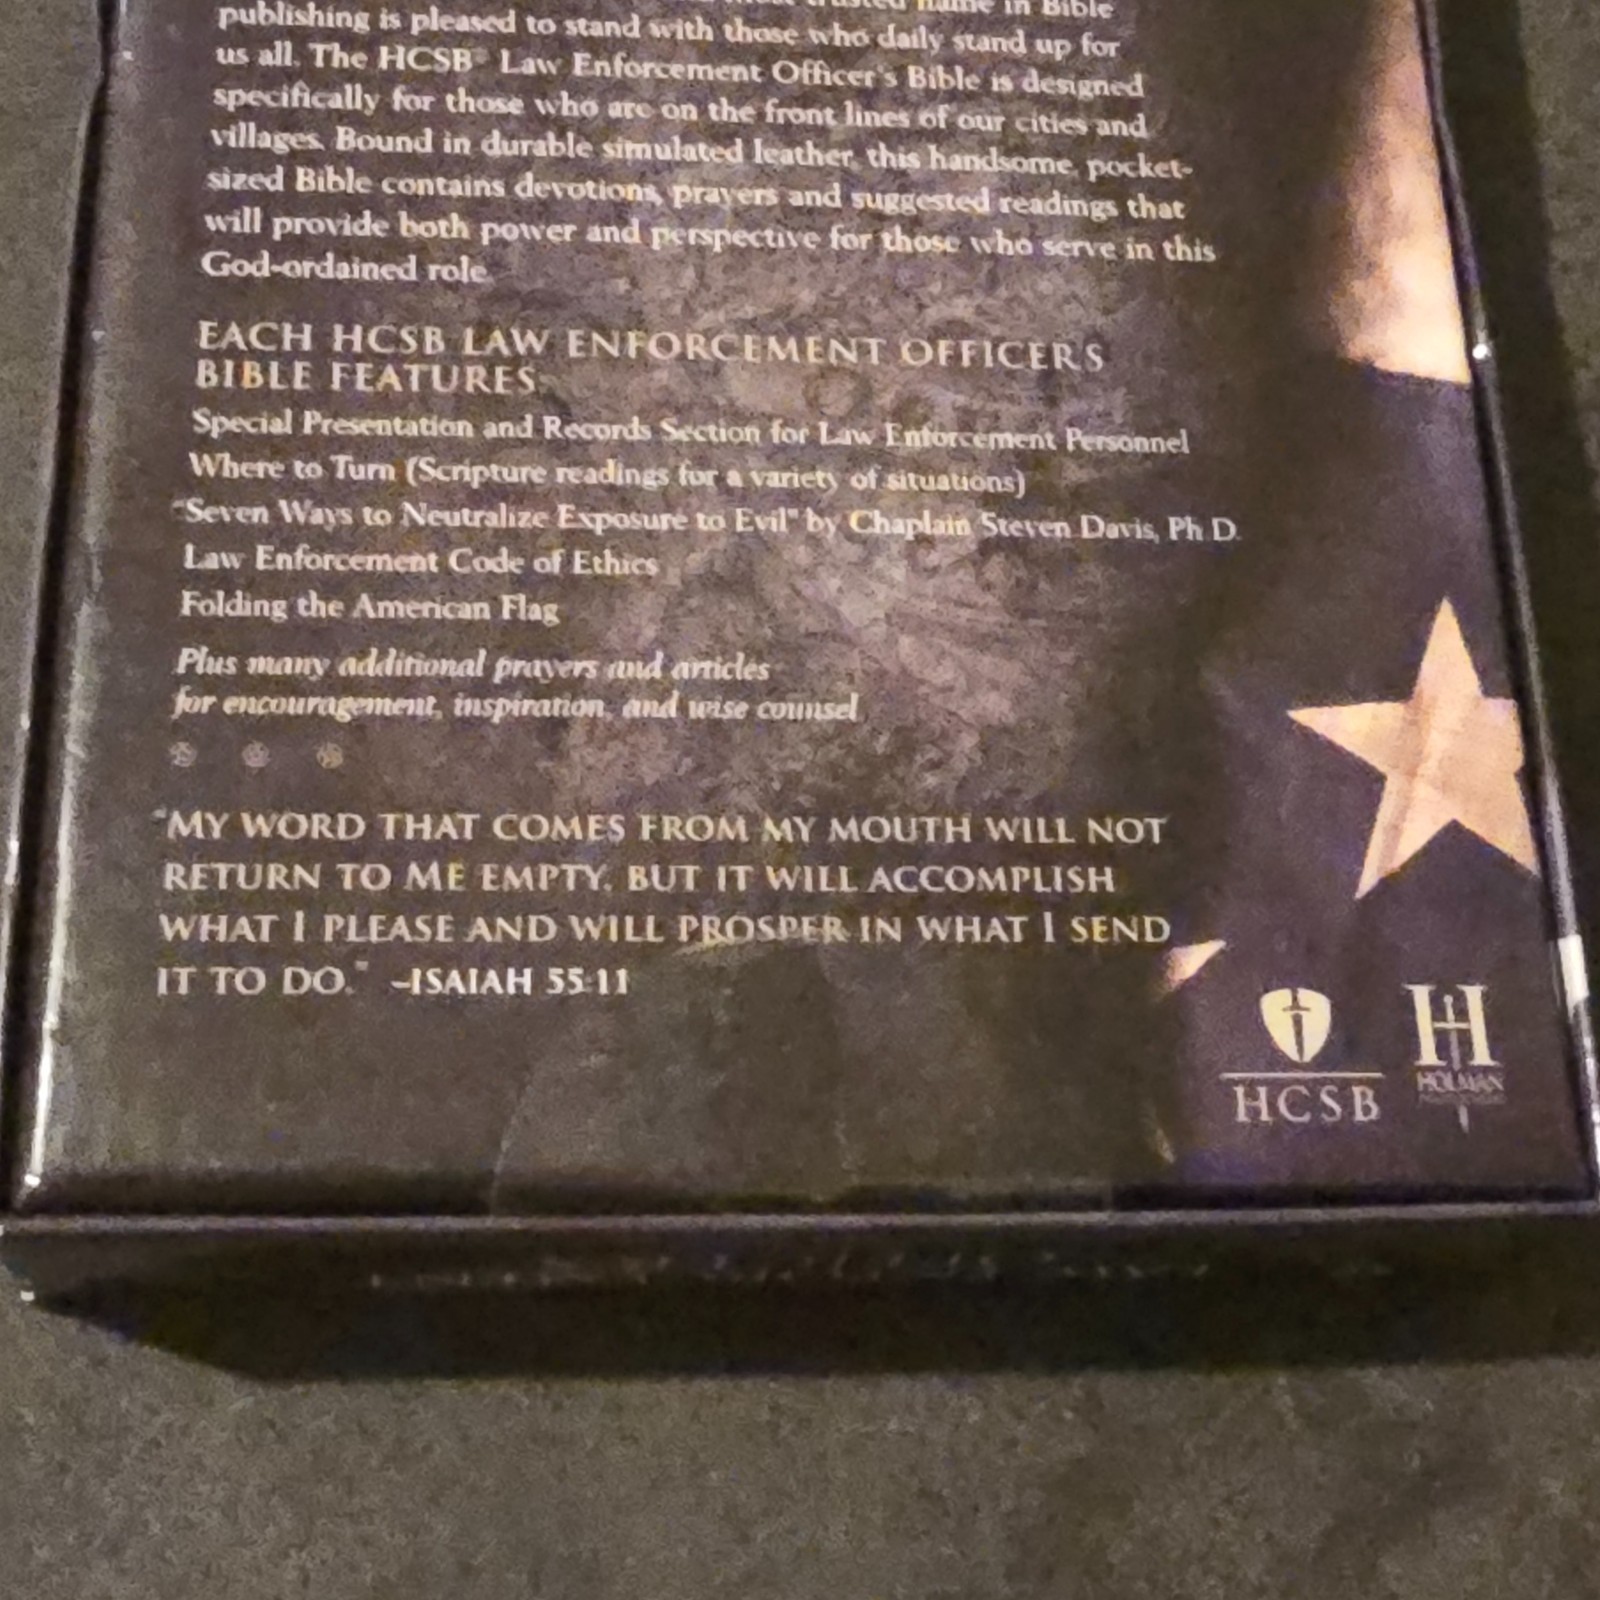 trusted name in Bible
publishing is pleased to stand with those who daily stand up for
us all. The HCSB® Law Enforcement Officer's Bible is designed
specifically for those who are on the front lines of our cities and
villages. Bound in durable simulated leather, this handsome, pocket-
sized Bible contains devotions, prayers and suggested readings that
will provide both power and perspective for those who serve in this
God-ordained role.
EACH HCSB LAW ENFORCEMENT OFFICER'S
BIBLE FEATURES:
Special Presentation and Records Section for Law Enforcement Personnel
Where to Turn (Scripture readings for a variety of situations)
"Seven Ways to Neutralize Exposure to Evil" by Chaplain Steven Davis, Ph.D.
Law Enforcement Code of Ethics
Folding the American Flag
Plus many additional prayers and articles
for encouragement, inspiration, and wise counsel
"MY WORD THAT COMES FROM MY MOUTH WILL NOT
RETURN TO ME EMPTY, BUT IT WILL ACCOMPLISH
WHAT I PLEASE AND WILL PROSPER IN WHAT I SEND
IT TO DO." –ISAIAH 55:11
HCSB
H
HOLMAN